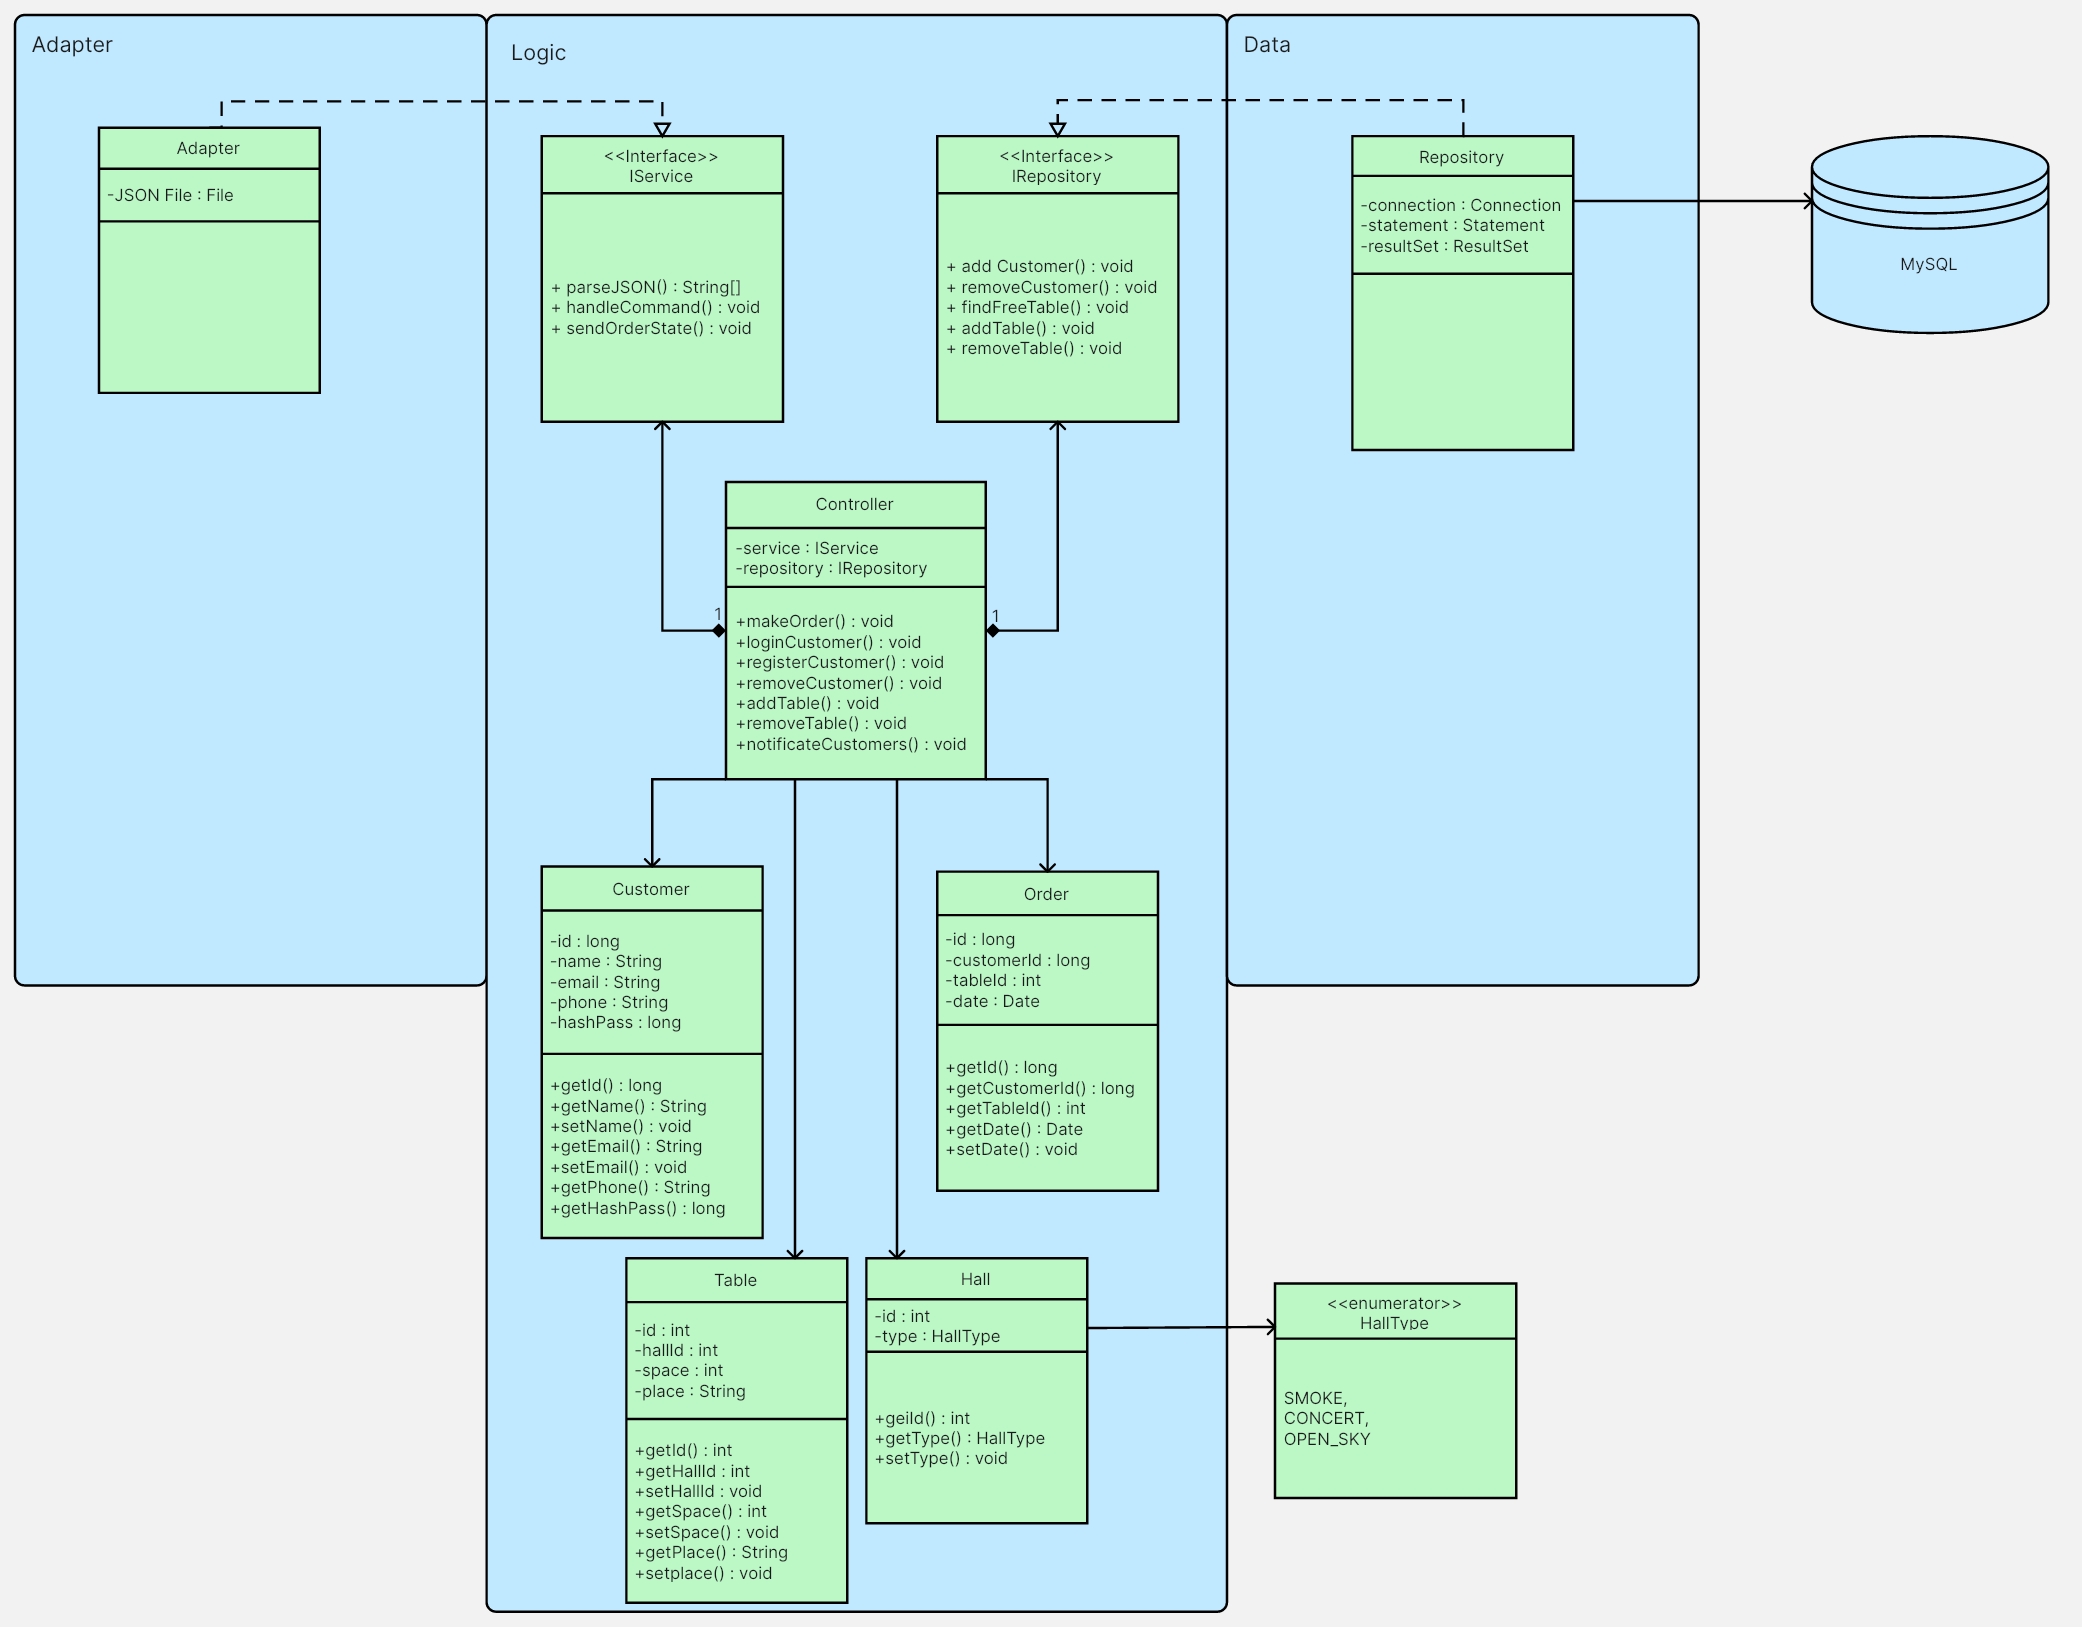 Adapter
Logic
Data
Adapter
-JSON File : File
<<Interface>>
IService
+ parseJSON() : String[]
+ handleCommand() : void
+ sendOrderState() : void
<<Interface>>
IRepository
+ add Customer() : void
+ removeCustomer() : void
+ findFreeTable() : void
+ addTable() : void
+ removeTable() : void
Repository
-connection : Connection
-statement : Statement
-resultSet : ResultSet
MySQL
Controller
-service : IService
-repository : IRepository
+makeOrder() : void
+loginCustomer() : void
+registerCustomer() : void
+removeCustomer() : void
+addTable() : void
+removeTable() : void
+notificateCustomers() : void
1
1
Customer
-id : long
-name : String
-email : String
-phone : String
-hashPass : long
+getId() : long
+getName() : String
+setName() : void
+getEmail() : String
+setEmail() : void
+getPhone() : String
+getHashPass() : long
Order
-id : long
-customerId : long
-tableId : int
-date : Date
+getId() : long
+getCustomerId() : long
+getTableId() : int
+getDate() : Date
+setDate() : void
Table
-id : int
-hallId : int
-space : int
-place : String
+getId() : int
+getHallId : int
+setHallId : void
+getSpace() : int
+setSpace() : void
+getPlace() : String
+setplace() : void
Hall
-id : int
-type : HallType
+geiId() : int
+getType() : HallType
+setType() : void
<<enumerator>>
HallType
SMOKE,
CONCERT,
OPEN_SKY